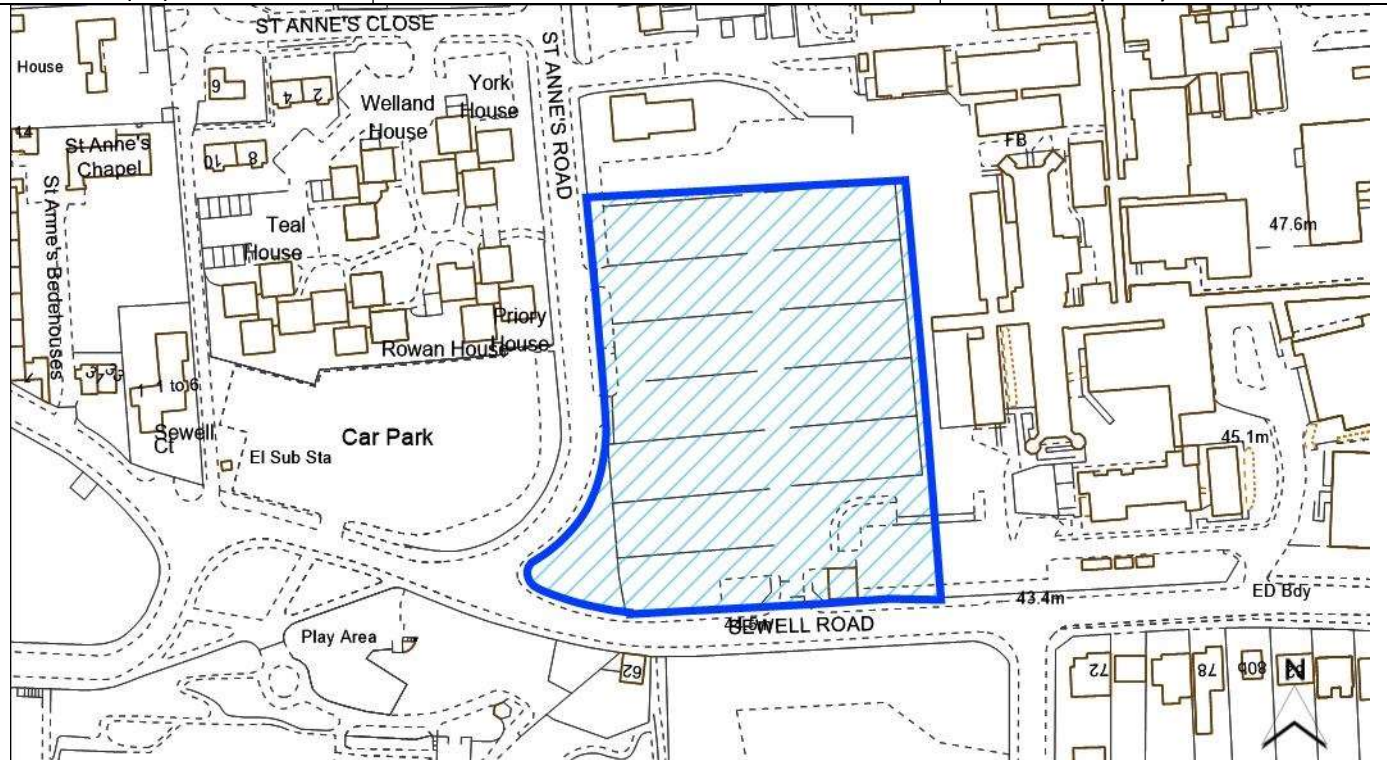 ST ANNE'S CLOSE
ST ANNE'S ROAD
House
6
4
2
Welland
House
York
House
FB
St Anne's
Chapel
10
8
St Anne's Bedehouses
Teal
House
47.6m
Priory
House
Rowan House
1 to 6
Sewell
Ct
Car Park
El Sub Sta
45.1m
Play Area
SEWELL ROAD
43.4m
ED Bdy
62
72
78
80b
N